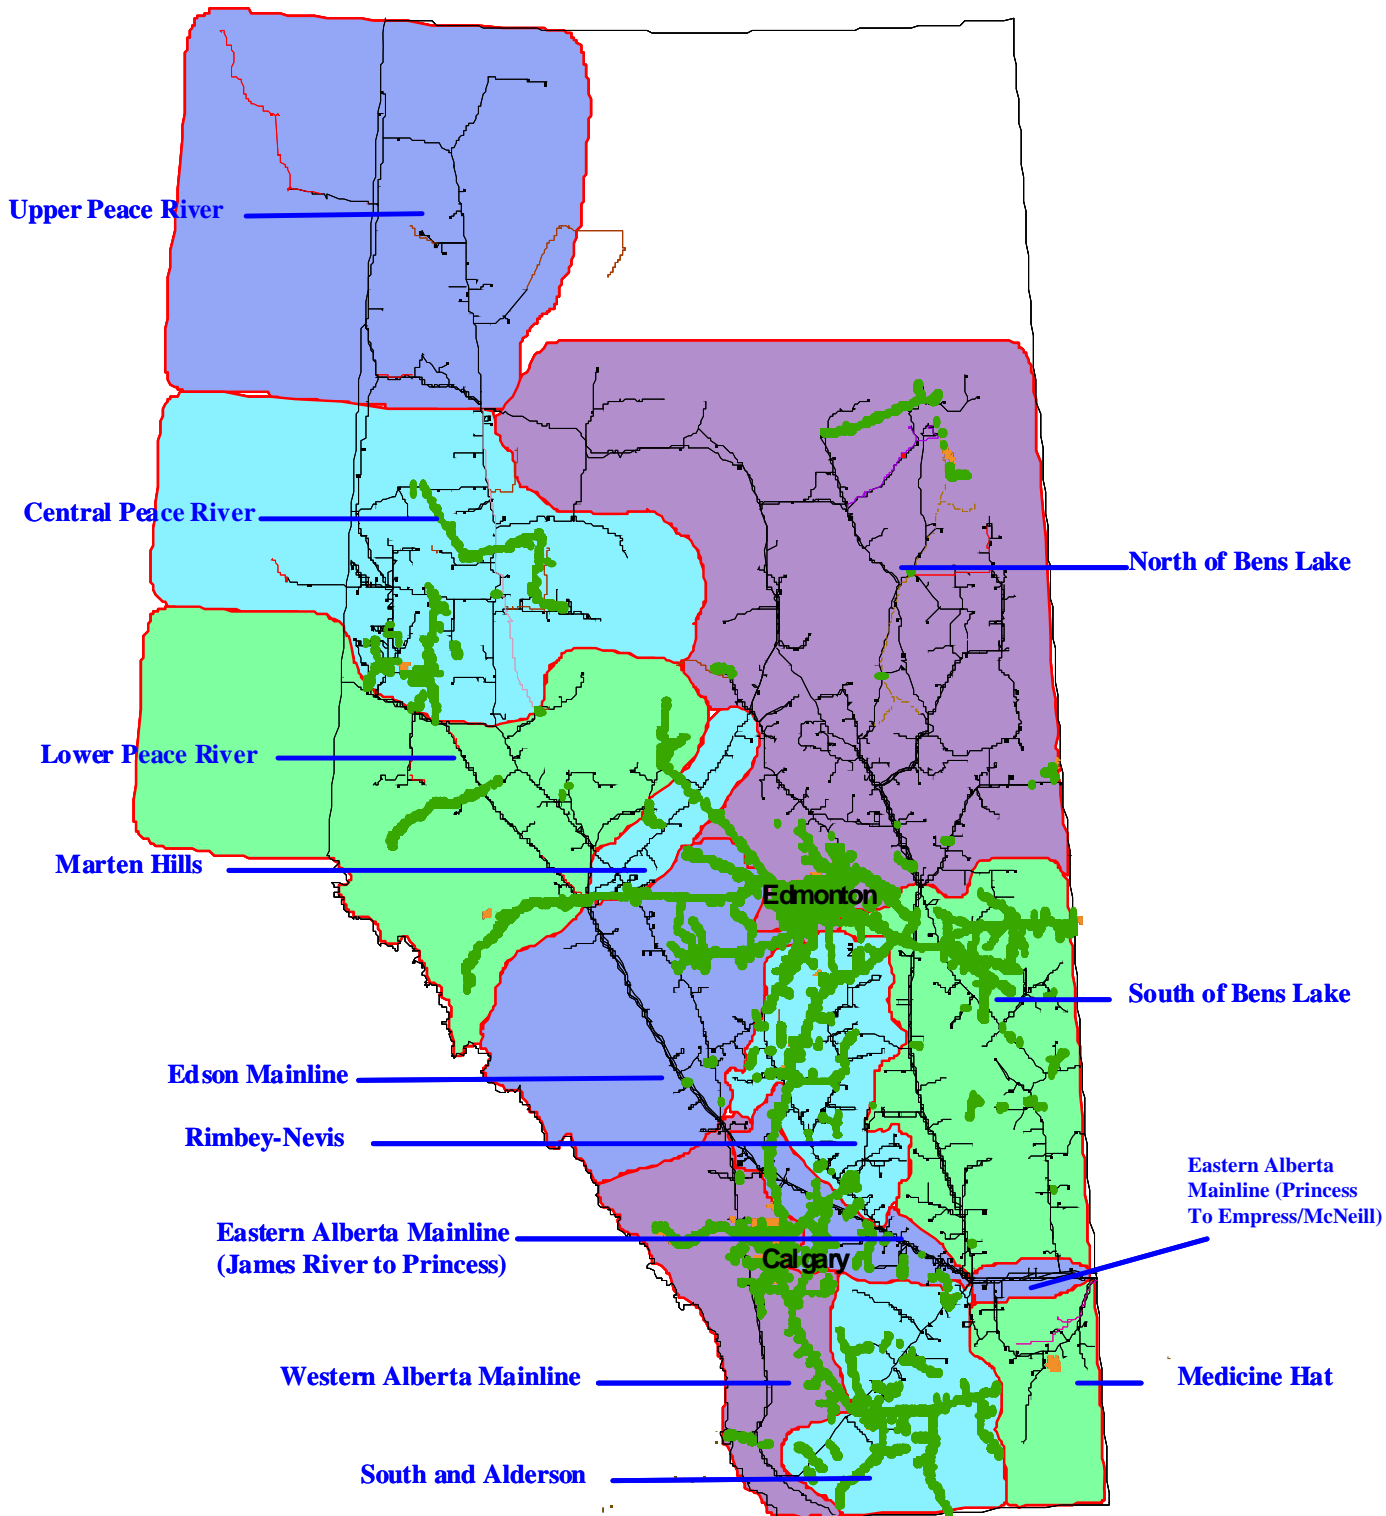 Upper Peace River
Central Peace River
North of Bens Lake
Lower Peace River
Marten Hills
Edmonton
South of Bens Lake
Edson Mainline
Rimbey-Nevis
Eastern Alberta
Mainline (Princess
To Empress/McNeill)
Eastern Alberta Mainline
(James River to Princess)
Calgary
Western Alberta Mainline
Medicine Hat
South and Alderson